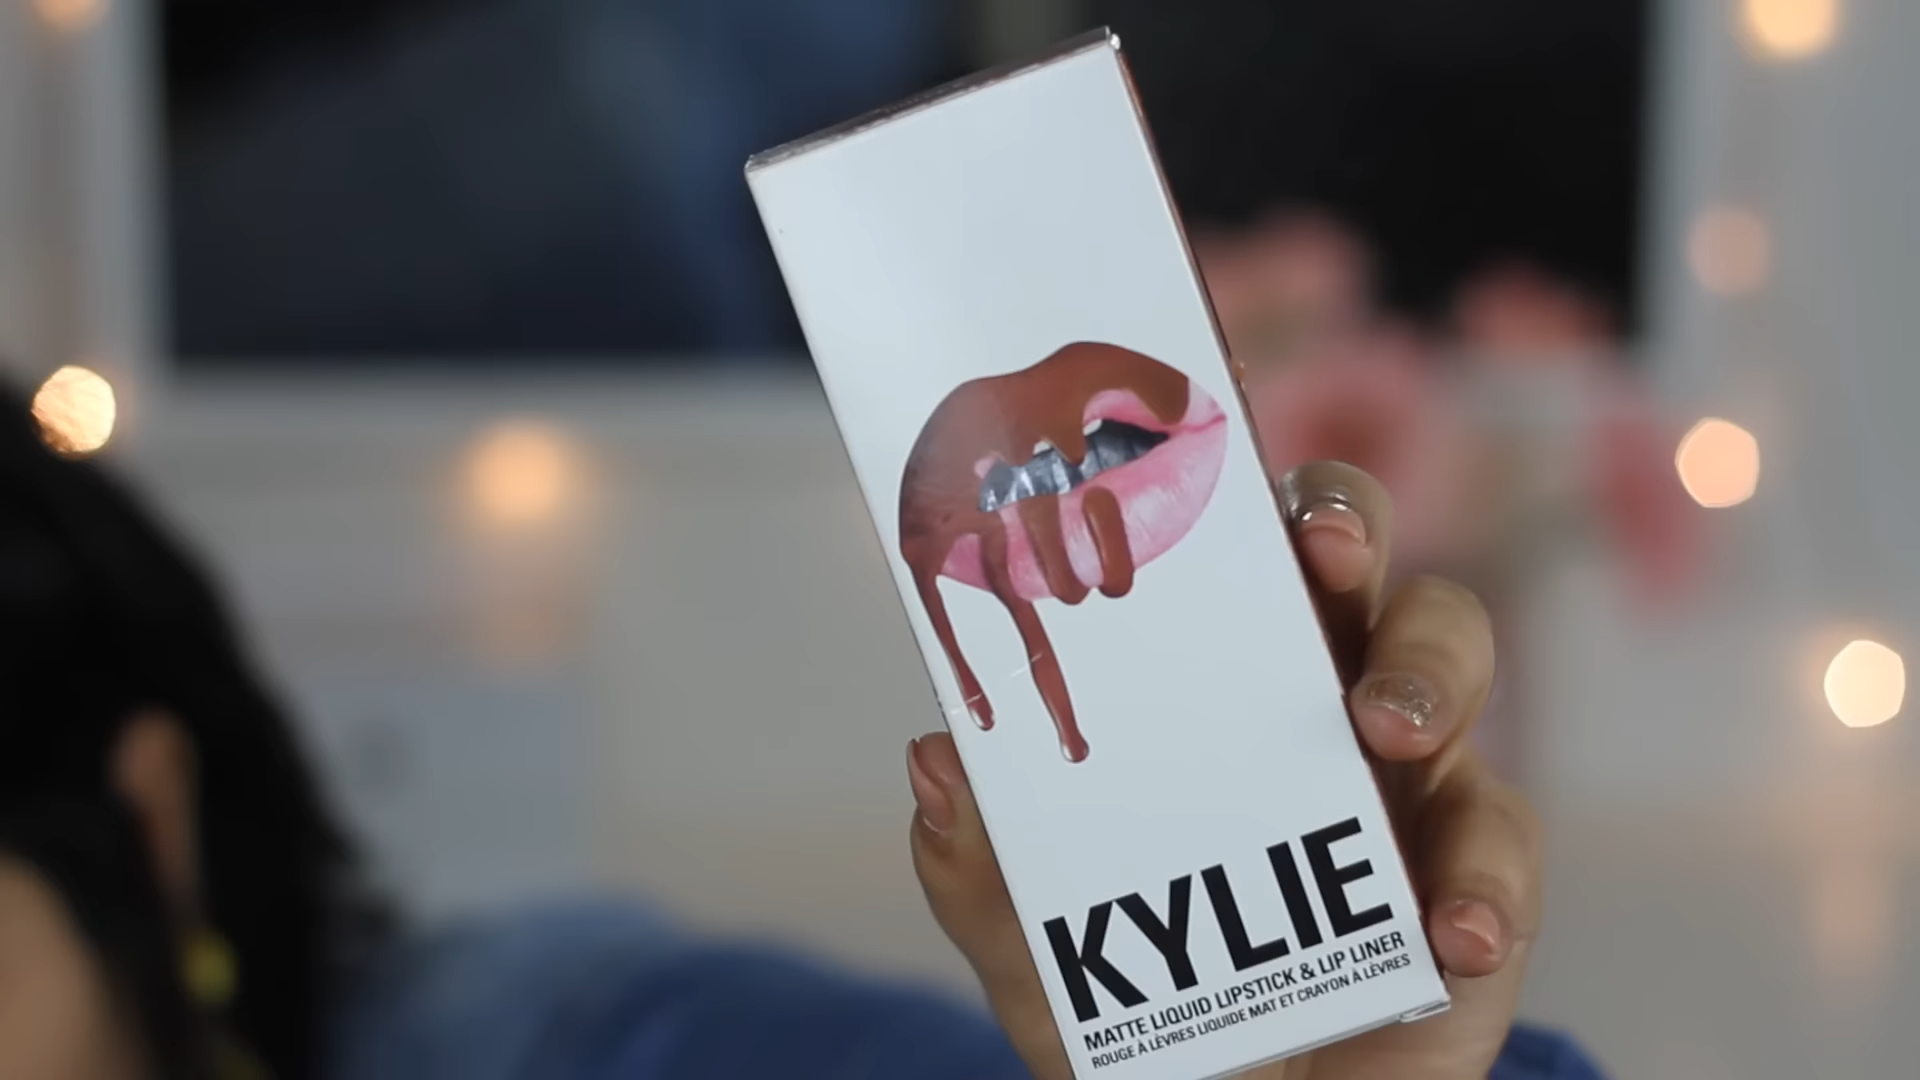 KYLIE
MATTE LIQUID LIPSTICK & LIP LINER
ROUGE À LÈVRES LIQUIDE MAT ET CRAYON À LÈVRES